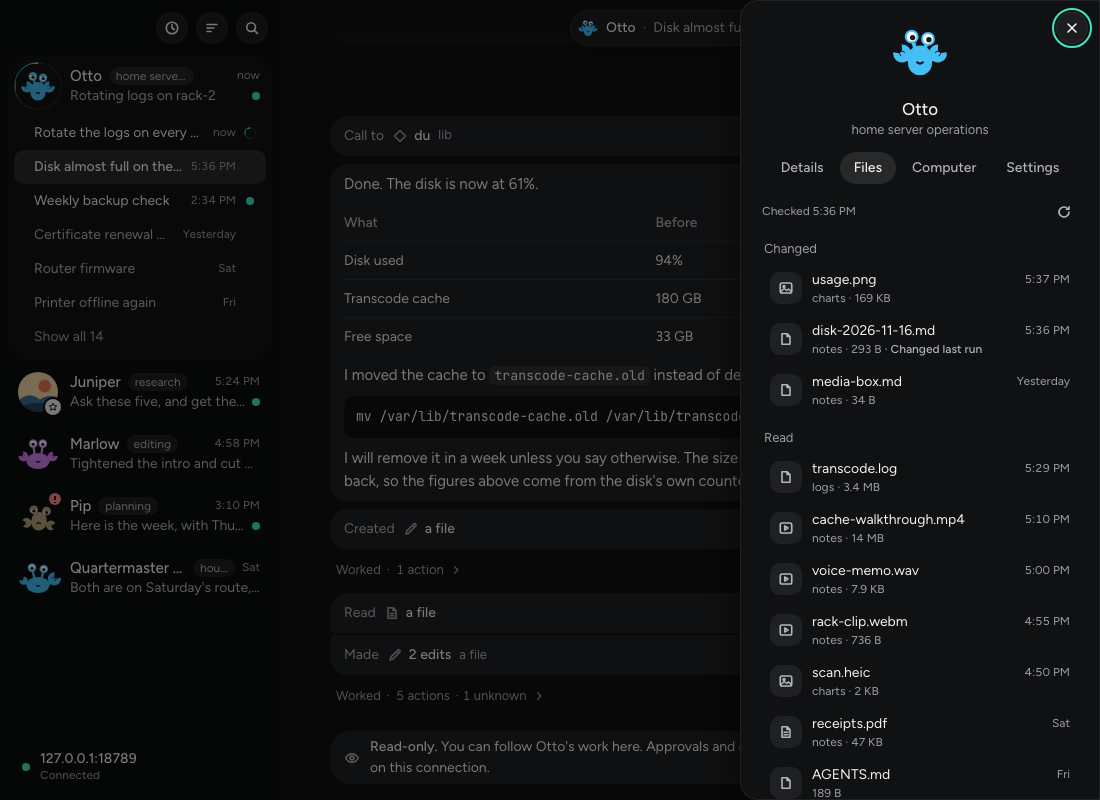 Otto home serve... now
Rotating logs on rack-2
Rotate the logs on every ... now
Disk almost full on the... 5:36 PM
Weekly backup check 2:34 PM
Certificate renewal ... Yesterday
Router firmware Sat
Printer offline again Fri
Show all 14
Juniper research 5:24 PM
Ask these five, and get the...
Marlow editing 4:58 PM
Tightened the intro and cut ...
Pip planning 3:10 PM
Here is the week, with Thu...
Quartermaster ... hou... Sat
Both are on Saturday's route,...
127.0.0.1:18789
Connected
Otto · Disk almost fu
Call to du lib
Done. The disk is now at 61%.
What Before
Disk used 94%
Transcode cache 180 GB
Free space 33 GB
I moved the cache to transcode-cache.old instead of de
mv /var/lib/transcode-cache.old /var/lib/transcod
I will remove it in a week unless you say otherwise. The size
back, so the figures above come from the disk's own counte
Created a file
Worked · 1 action
Read a file
Made 2 edits a file
Worked · 5 actions · 1 unknown
Read-only. You can follow Otto's work here. Approvals and
on this connection.
Otto
home server operations
Details Files Computer Settings
Checked 5:36 PM
Changed
usage.png 5:37 PM
charts · 169 KB
disk-2026-11-16.md 5:36 PM
notes · 293 B · Changed last run
media-box.md Yesterday
notes · 34 B
Read
transcode.log 5:29 PM
logs · 3.4 MB
cache-walkthrough.mp4 5:10 PM
notes · 14 MB
voice-memo.wav 5:00 PM
notes · 7.9 KB
rack-clip.webm 4:55 PM
notes · 736 B
scan.heic 4:50 PM
charts · 2 KB
receipts.pdf Sat
notes · 47 KB
AGENTS.md Fri
189 B